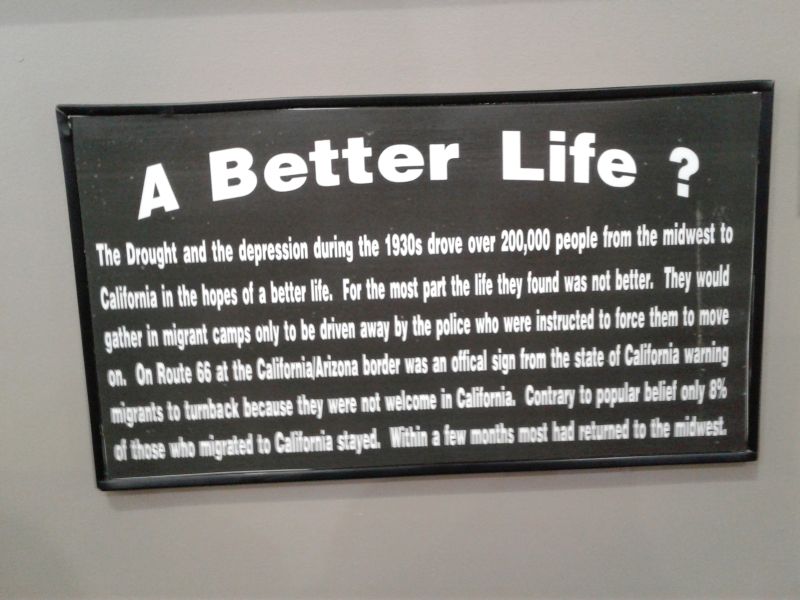 A Better Life ?
The Drought and the depression during the 1930s drove over 200,000 people from the midwest to
California in the hopes of a better life. For the most part the life they found was not better. They would
gather in migrant camps only to be driven away by the police who were instructed to force them to move
on. On Route 66 at the California/Arizona border was an offical sign from the state of California warning
migrants to turnback because they were not welcome in California. Contrary to popular belief only 8%
of those who migrated to California stayed. Within a few months most had returned to the midwest.